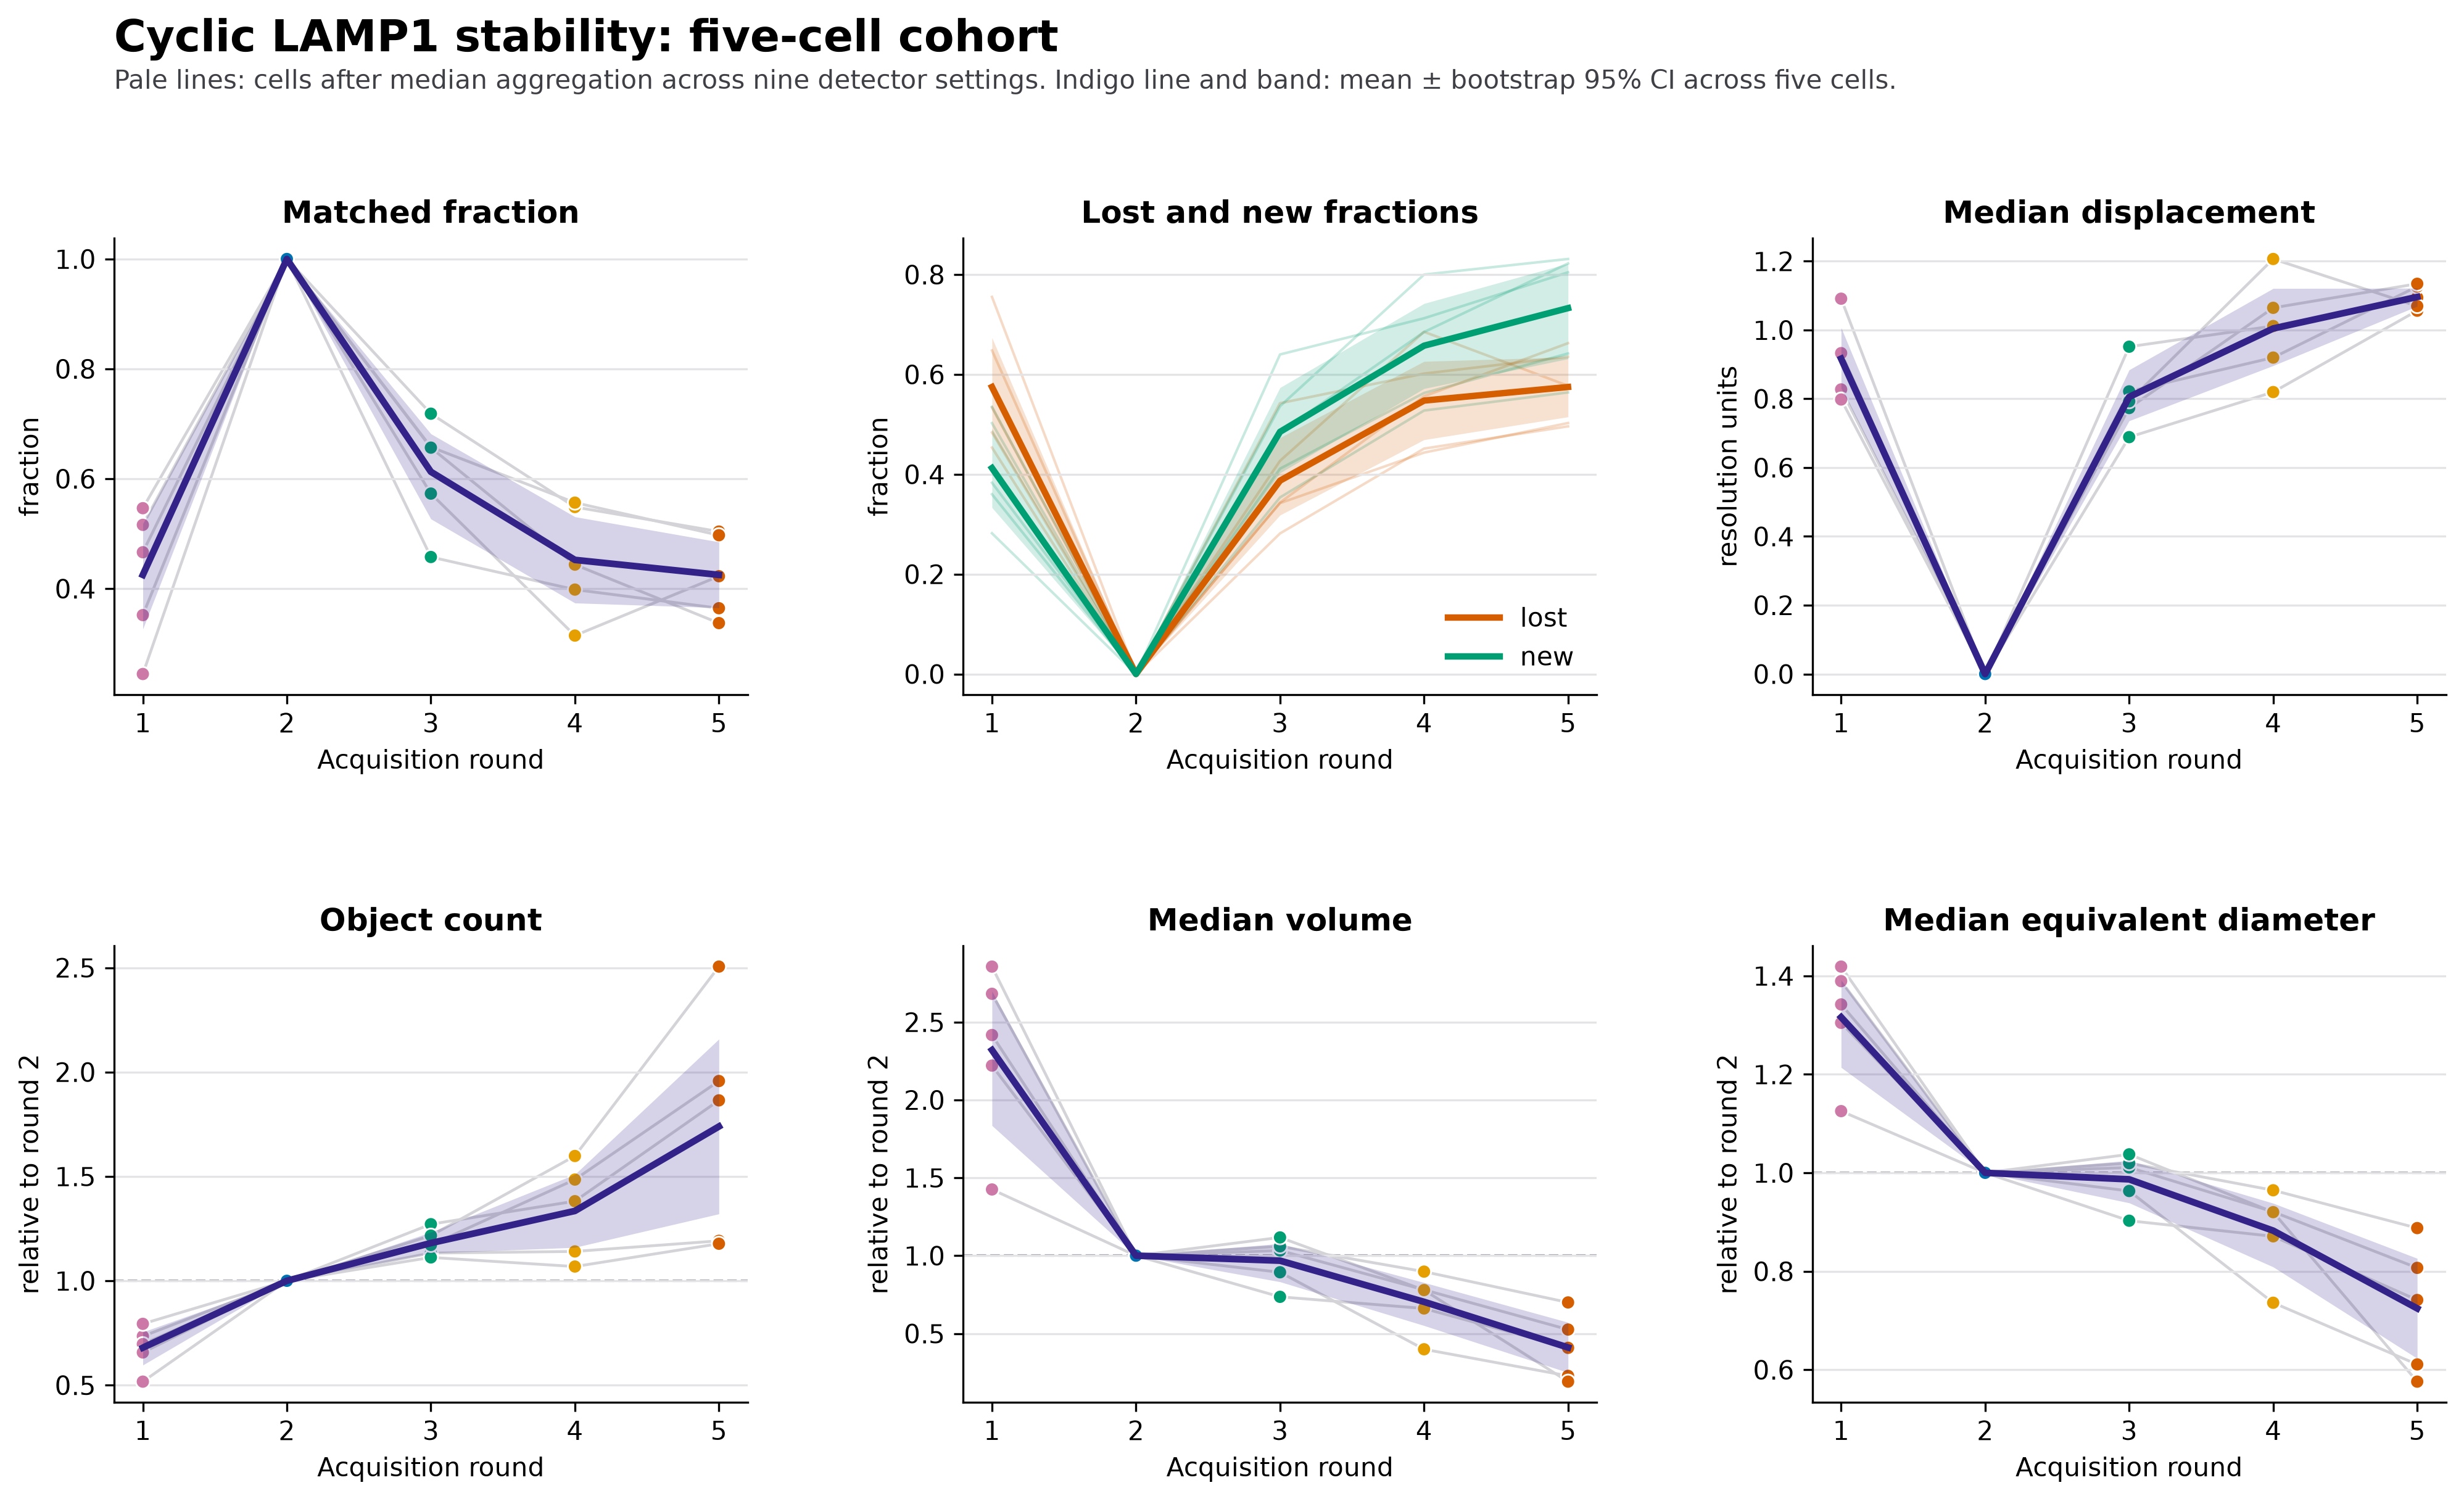 Cyclic LAMP1 stability: five-cell cohort
Pale lines: cells after median aggregation across nine detector settings. Indigo line and band: mean ± bootstrap 95% CI across five cells.
Matched fraction
fraction
1.0
0.8
0.6
0.4
1 2 3 4 5
Acquisition round
Lost and new fractions
fraction
0.8
0.6
0.4
0.2
0.0
lost
new
1 2 3 4 5
Acquisition round
Median displacement
resolution units
1.2
1.0
0.8
0.6
0.4
0.2
0.0
1 2 3 4 5
Acquisition round
Object count
relative to round 2
2.5
2.0
1.5
1.0
0.5
1 2 3 4 5
Acquisition round
Median volume
relative to round 2
2.5
2.0
1.5
1.0
0.5
1 2 3 4 5
Acquisition round
Median equivalent diameter
relative to round 2
1.4
1.2
1.0
0.8
0.6
1 2 3 4 5
Acquisition round